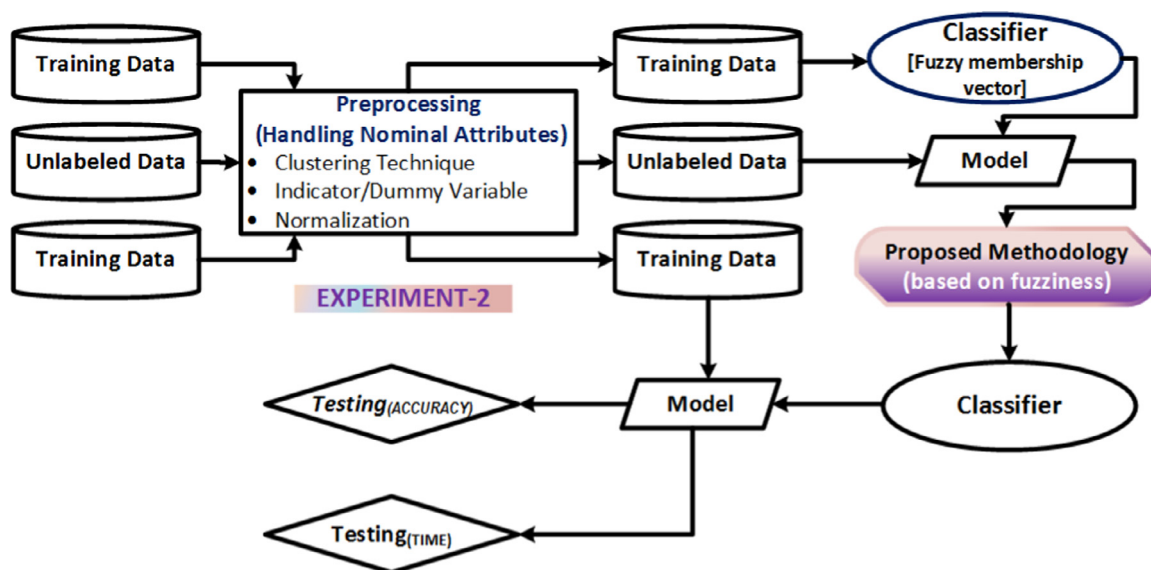 Training Data
Unlabeled Data
Training Data
Preprocessing
(Handling Nominal Attributes)
• Clustering Technique
• Indicator/Dummy Variable
• Normalization
EXPERIMENT-2
Training Data
Unlabeled Data
Training Data
Classifier
[Fuzzy membership
vector]
Model
Proposed Methodology
(based on fuzziness)
Classifier
Model
Testing(ACCURACY)
Testing(TIME)